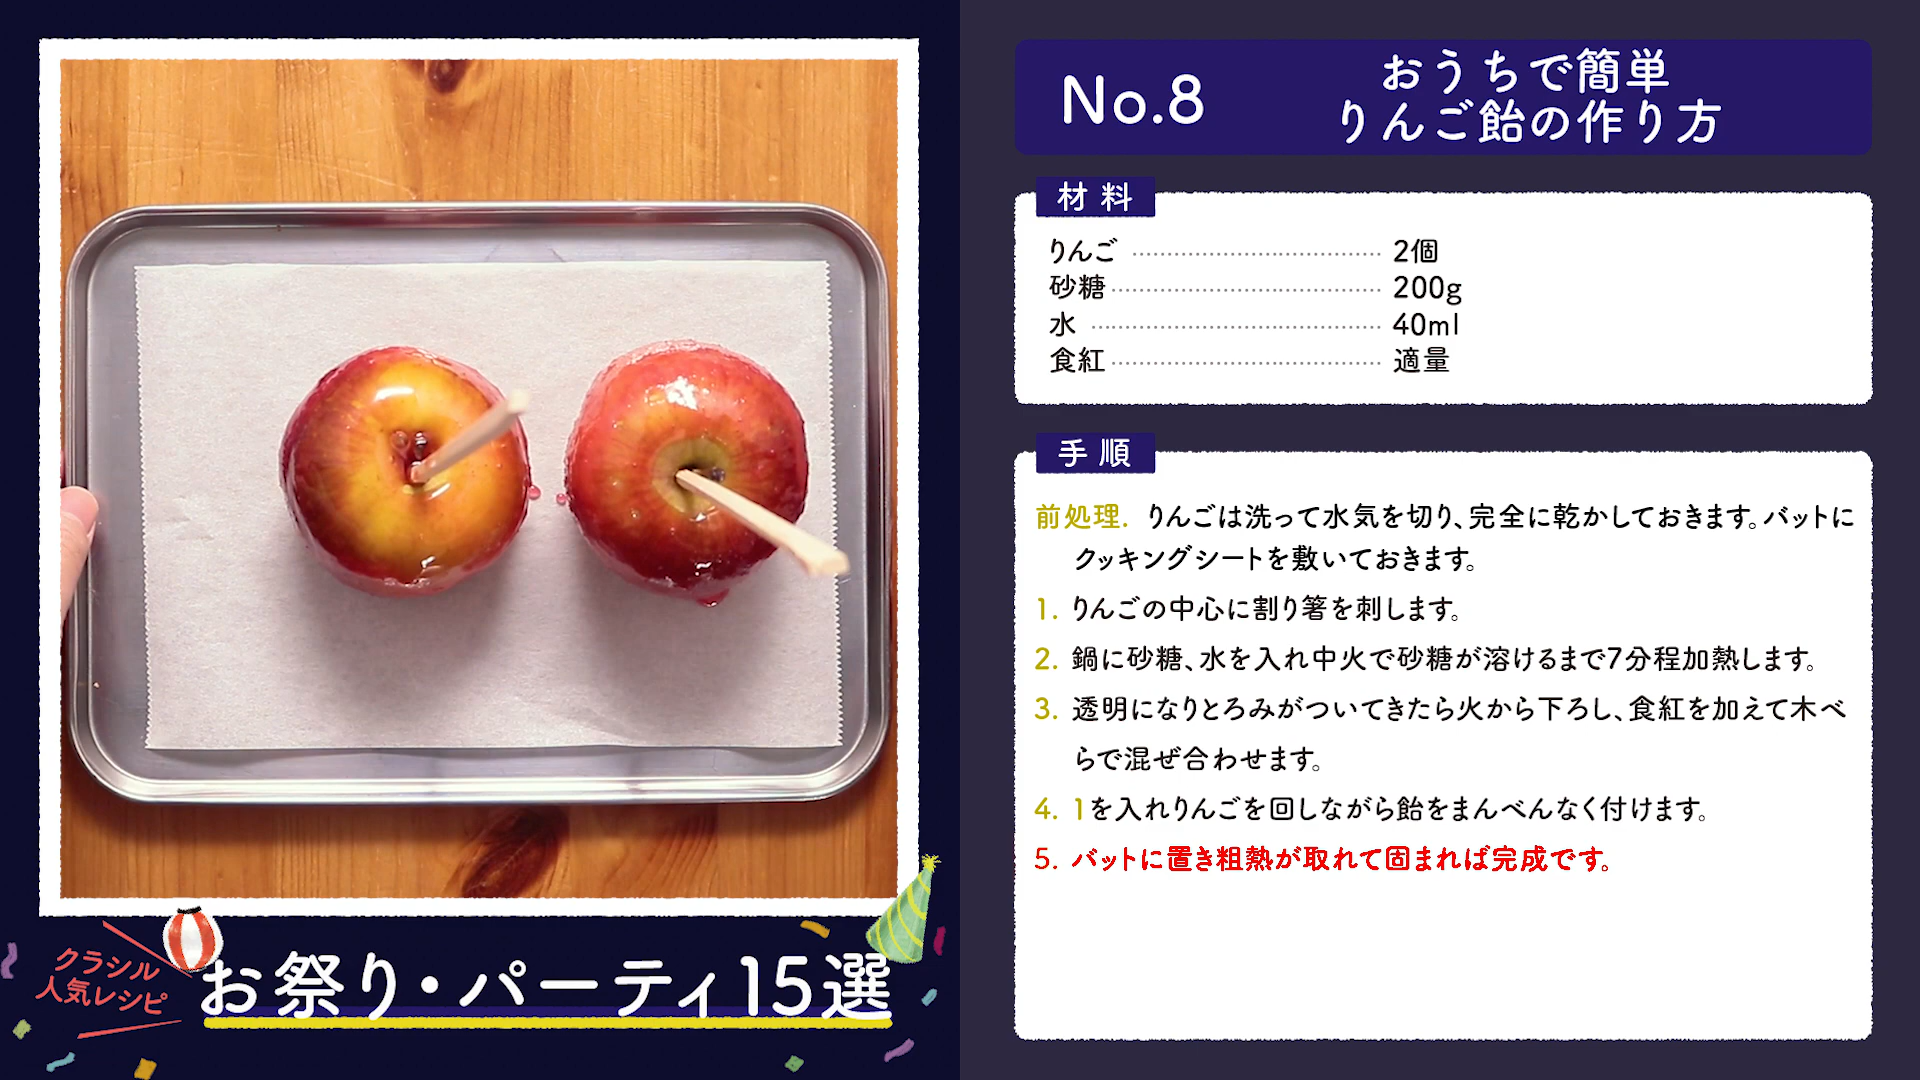 No.8
おうちで簡単
りんご飴の作り方
材料
りんご 2個
砂糖 200g
水 40ml
食紅 適量
手順
前処理. りんごは洗って水気を切り、完全に乾かしておきます。バットに
クッキングシートを敷いておきます。
1. りんごの中心に割り箸を刺します。
2. 鍋に砂糖、水を入れ中火で砂糖が溶けるまで7分程加熱します。
3. 透明になりとろみがついてきたら火から下ろし、食紅を加えて木べ
らで混ぜ合わせます。
4. 1を入れりんごを回しながら飴をまんべんなく付けます。
5. バットに置き粗熱が取れて固まれば完成です。
クラシル
人気レシピ
お祭り・パーティ15選